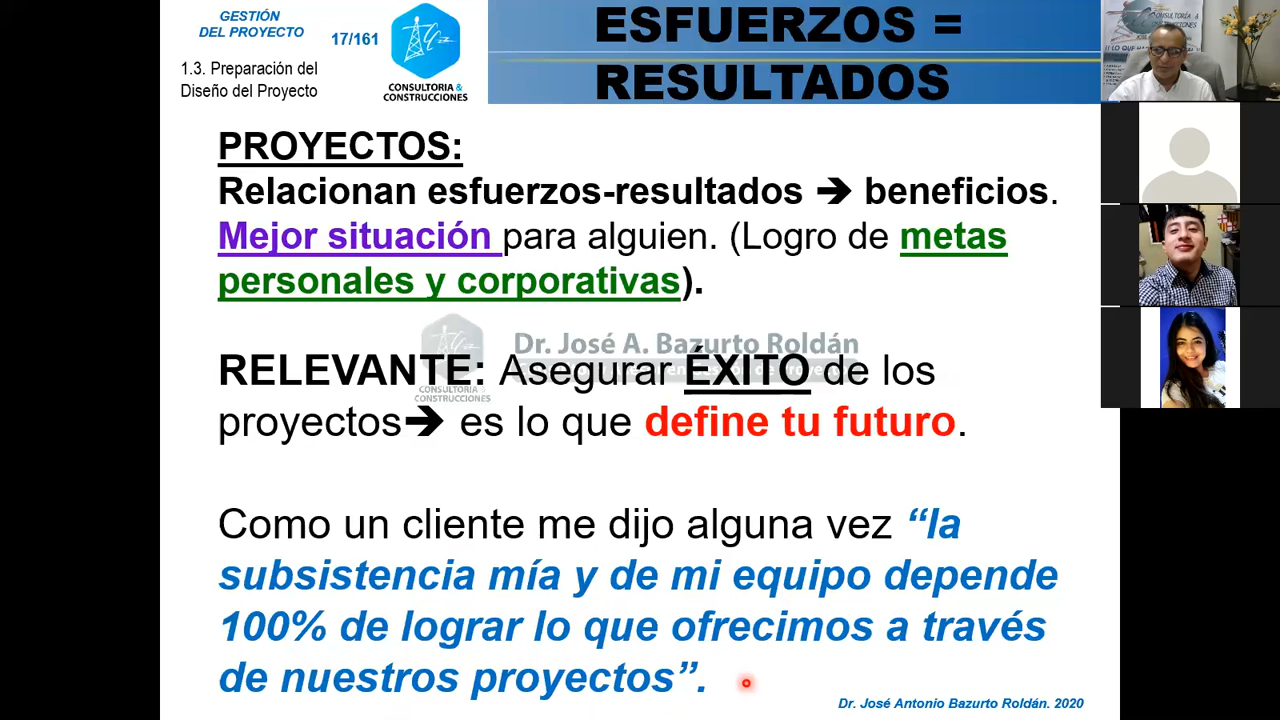 GESTIÓN
DEL PROYECTO
17/161
1.3. Preparación del
Diseño del Proyecto
CONSULTORIA &
CONSTRUCCIONES
ESFUERZOS =
RESULTADOS
PROYECTOS:
Relacionan esfuerzos-resultados ➔ beneficios.
Mejor situación para alguien. (Logro de metas
personales y corporativas).
Dr. José A. Bazurto Roldán
CONSULTORIA &
CONSTRUCCIONES
RELEVANTE: Asegurar ÉXITO de los
proyectos➔ es lo que define tu futuro.
Como un cliente me dijo alguna vez “la
subsistencia mía y de mi equipo depende
100% de lograr lo que ofrecimos a través
de nuestros proyectos”.
Dr. José Antonio Bazurto Roldán. 2020